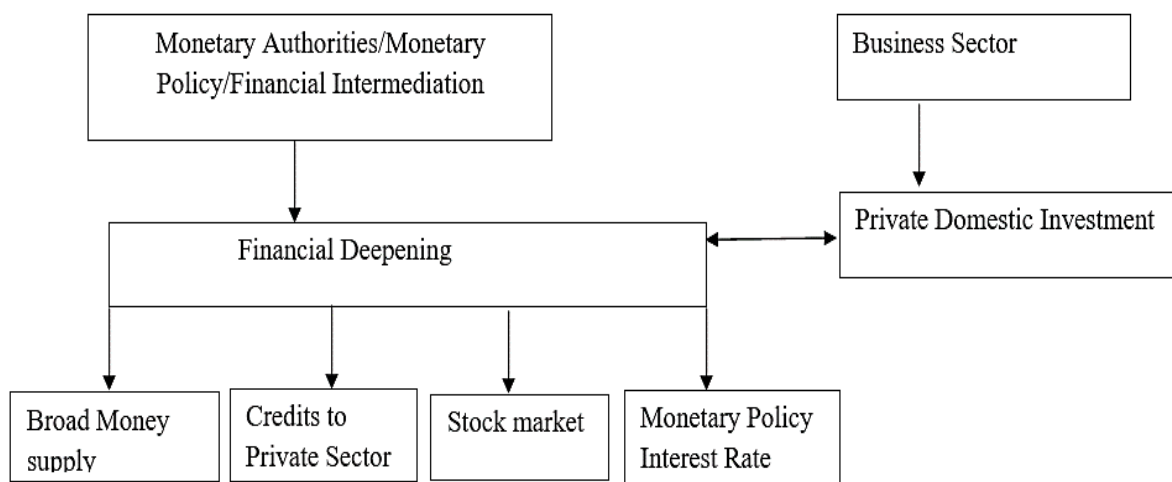 Monetary Authorities/Monetary
Policy/Financial Intermediation
Business Sector
Private Domestic Investment
Financial Deepening
Broad Money
supply
Credits to
Private Sector
Stock market
Monetary Policy
Interest Rate